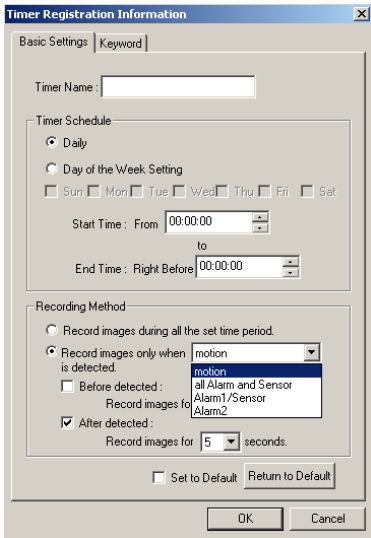 Timer Registration Information
Basic Settings Keyword
Timer Name :
Timer Schedule
Daily
Day of the Week Setting
Sun Mon Tue Wed Thu Fri Sat
Start Time : From 00:00:00
to
End Time : Right Before 00:00:00
Recording Method
Record images during all the set time period.
Record images only when motion
is detected.
motion
all Alarm and Sensor
Alarm1/Sensor
Alarm2
Before detected :
Record images fo
After detected :
Record images for 5 seconds.
Set to Default Return to Default
OK Cancel